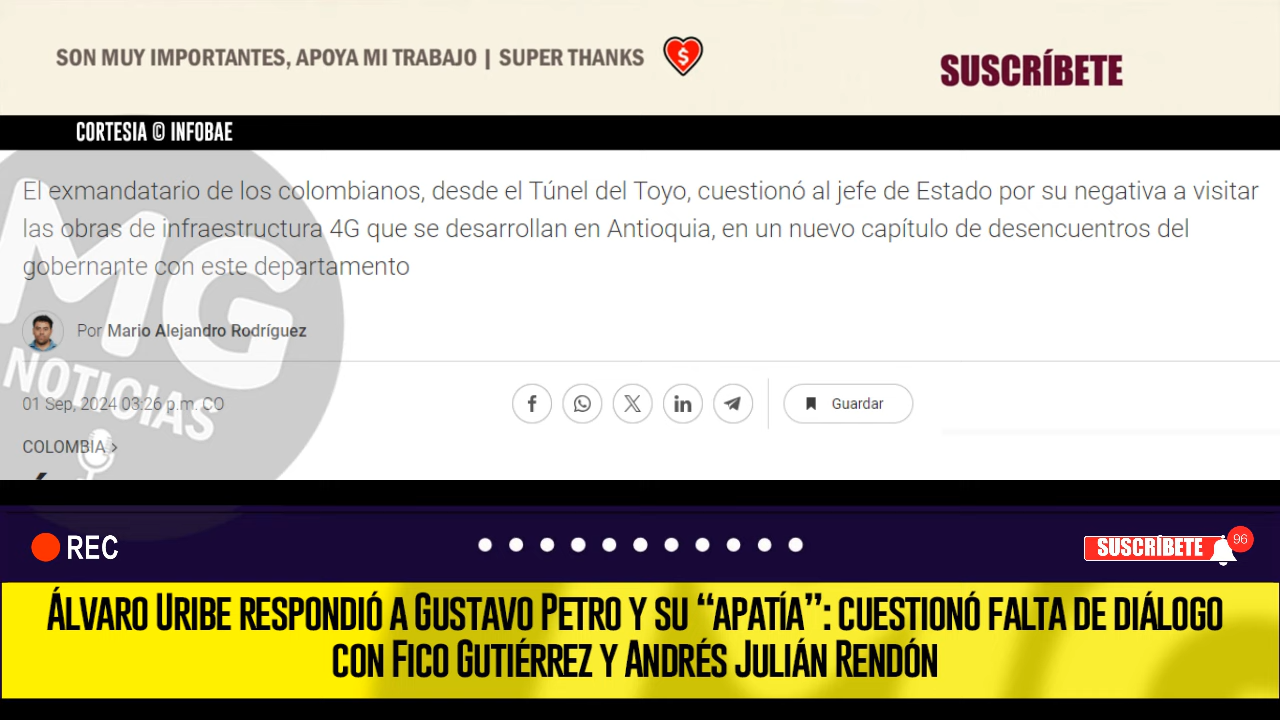 SON MUY IMPORTANTES, APOYA MI TRABAJO | SUPER THANKS
$
SUSCRÍBETE
CORTESIA © INFOBAE
El exmandatario de los colombianos, desde el Túnel del Toyo, cuestionó al jefe de Estado por su negativa a visitar
las obras de infraestructura 4G que se desarrollan en Antioquia, en un nuevo capítulo de desencuentros del
gobernante con este departamento
MG
NOTICIAS
Por Mario Alejandro Rodríguez
01 Sep, 2024 03:26 p.m. CO
Guardar
COLOMBIA >
REC
SUSCRÍBETE
96
ÁLVARO URIBE RESPONDIÓ A GUSTAVO PETRO Y SU “APATÍA”: CUESTIONÓ FALTA DE DIÁLOGO
CON FICO GUTIÉRREZ Y ANDRÉS JULIÁN RENDÓN